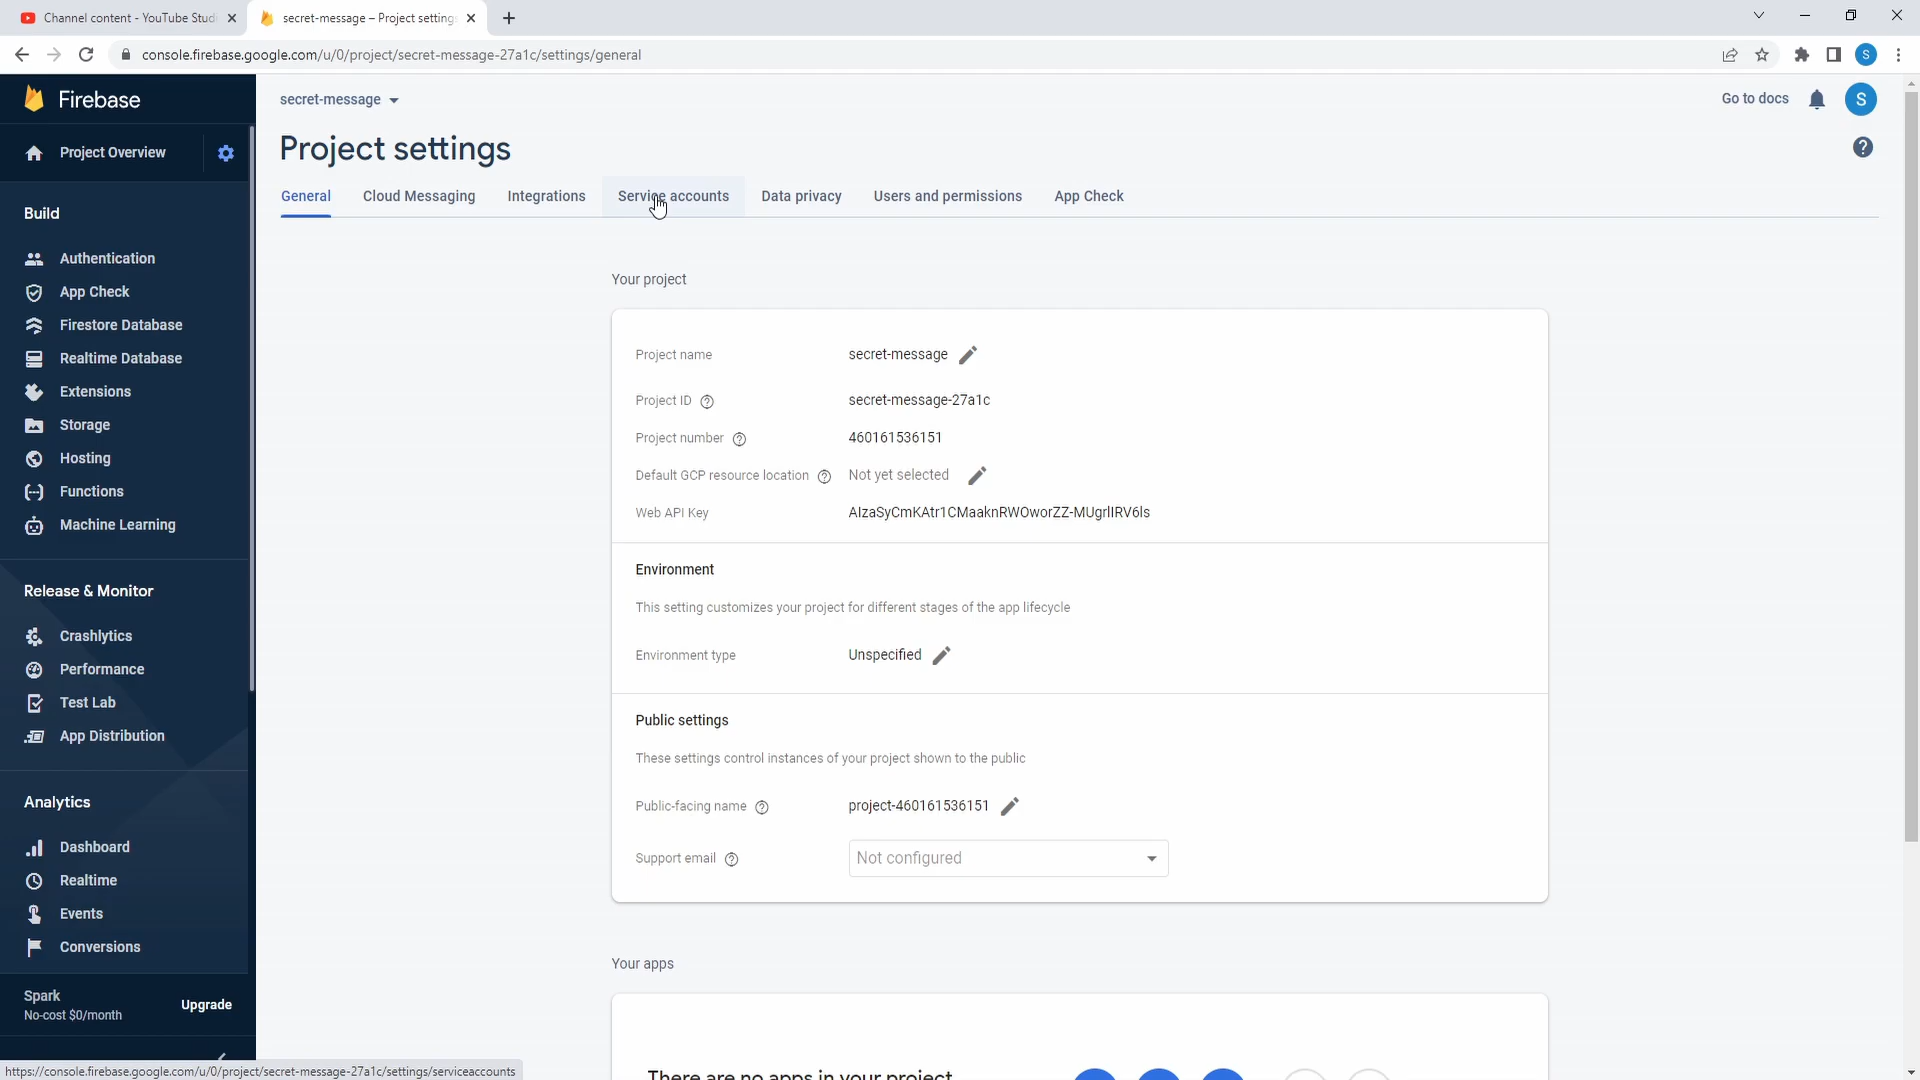 Channel content - YouTube Studi
secret-message – Project settings
console.firebase.google.com/u/0/project/secret-message-27a1c/settings/general
S
Firebase
secret-message
Go to docs
S
Project Overview
Project settings
General
Cloud Messaging
Integrations
Service accounts
Data privacy
Users and permissions
App Check
Build
Authentication
App Check
Firestore Database
Realtime Database
Extensions
Storage
Hosting
Functions
Machine Learning
Release & Monitor
Crashlytics
Performance
Test Lab
App Distribution
Analytics
Dashboard
Realtime
Events
Conversions
Spark
No-cost $0/month
Upgrade
Your project
Project name secret-message
Project ID secret-message-27a1c
Project number 460161536151
Default GCP resource location Not yet selected
Web API Key AIzaSyCmKAtr1CMaaknRWOworZZ-MUgrlIRV6ls
Environment
This setting customizes your project for different stages of the app lifecycle
Environment type Unspecified
Public settings
These settings control instances of your project shown to the public
Public-facing name project-460161536151
Support email Not configured
Your apps
There are no apps in your project
https://console.firebase.google.com/u/0/project/secret-message-27a1c/settings/serviceaccounts